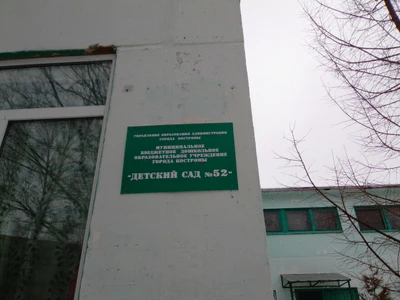 УПРАВЛЕНИЕ ОБРАЗОВАНИЯ АДМИНИСТРАЦИИ
ГОРОДА КОСТРОМЫ
МУНИЦИПАЛЬНОЕ
БЮДЖЕТНОЕ ДОШКОЛЬНОЕ
ОБРАЗОВАТЕЛЬНОЕ УЧРЕЖДЕНИЕ
ГОРОДА КОСТРОМЫ
"ДЕТСКИЙ САД №52"